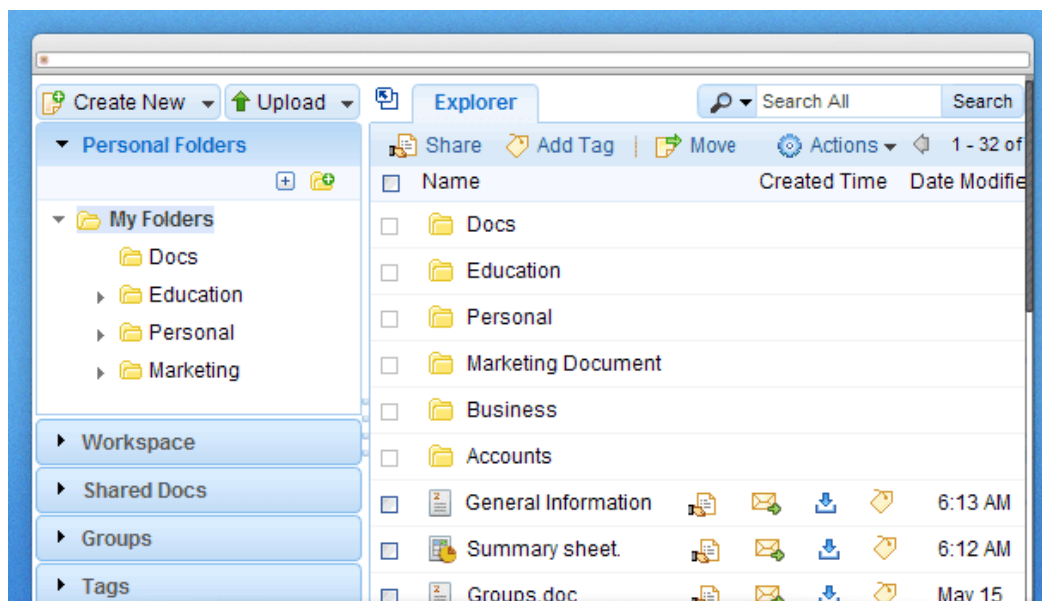 Create New
Upload
Explorer
Search All
Search
Personal Folders
Share
Add Tag
|
Move
Actions
1 - 32 of
Name
Created Time
Date Modifie
My Folders
Docs
Education
Personal
Marketing
Workspace
Shared Docs
Groups
Tags
Docs
Education
Personal
Marketing Document
Business
Accounts
General Information
6:13 AM
Summary sheet.
6:12 AM
Groups.doc
May 15